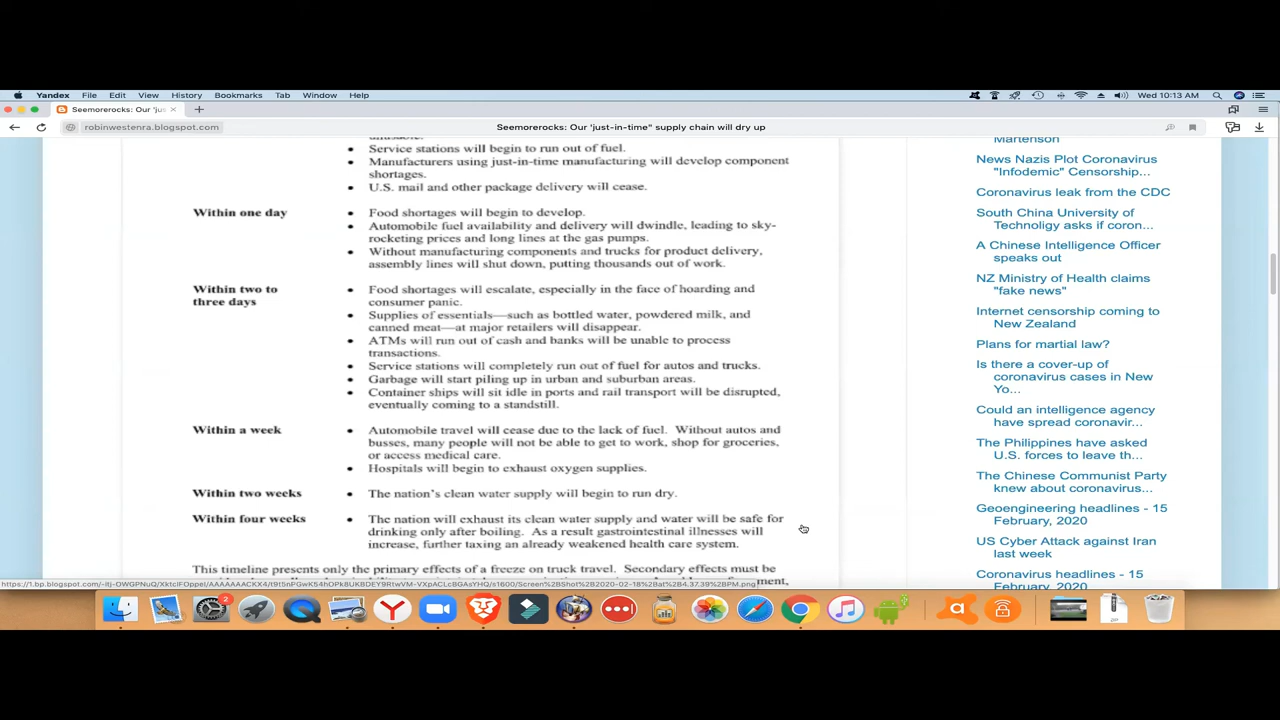 Yandex File Edit View History Bookmarks Tab Window Help
Wed 10:13 AM
Seemorerocks: Our 'jus
robinwestenra.blogspot.com
Seemorerocks: Our 'just-in-time" supply chain will dry up
• Service stations will begin to run out of fuel.
• Manufacturers using just-in-time manufacturing will develop component
shortages.
• U.S. mail and other package delivery will cease.
Within one day
• Food shortages will begin to develop.
• Automobile fuel availability and delivery will dwindle, leading to sky-
rocketing prices and long lines at the gas pumps.
• Without manufacturing components and trucks for product delivery,
assembly lines will shut down, putting thousands out of work.
Within two to
three days
• Food shortages will escalate, especially in the face of hoarding and
consumer panic.
• Supplies of essentials—such as bottled water, powdered milk, and
canned meat—at major retailers will disappear.
• ATMs will run out of cash and banks will be unable to process
transactions.
• Service stations will completely run out of fuel for autos and trucks.
• Garbage will start piling up in urban and suburban areas.
• Container ships will sit idle in ports and rail transport will be disrupted,
eventually coming to a standstill.
Within a week
• Automobile travel will cease due to the lack of fuel. Without autos and
busses, many people will not be able to get to work, shop for groceries,
or access medical care.
• Hospitals will begin to exhaust oxygen supplies.
Within two weeks
• The nation's clean water supply will begin to run dry.
Within four weeks
• The nation will exhaust its clean water supply and water will be safe for
drinking only after boiling. As a result gastrointestinal illnesses will
increase, further taxing an already weakened health care system.
This timeline presents only the primary effects of a freeze on truck travel. Secondary effects must be
Martenson
News Nazis Plot Coronavirus
"Infodemic" Censorship...
Coronavirus leak from the CDC
South China University of
Technoligy asks if coron...
A Chinese Intelligence Officer
speaks out
NZ Ministry of Health claims
"fake news"
Internet censorship coming to
New Zealand
Plans for martial law?
Is there a cover-up of
coronavirus cases in New
Yo...
Could an intelligence agency
have spread coronavir...
The Philippines have asked
U.S. forces to leave th...
The Chinese Communist Party
knew about coronavirus...
Geoengineering headlines - 15
February, 2020
US Cyber Attack against Iran
last week
Coronavirus headlines - 15
2